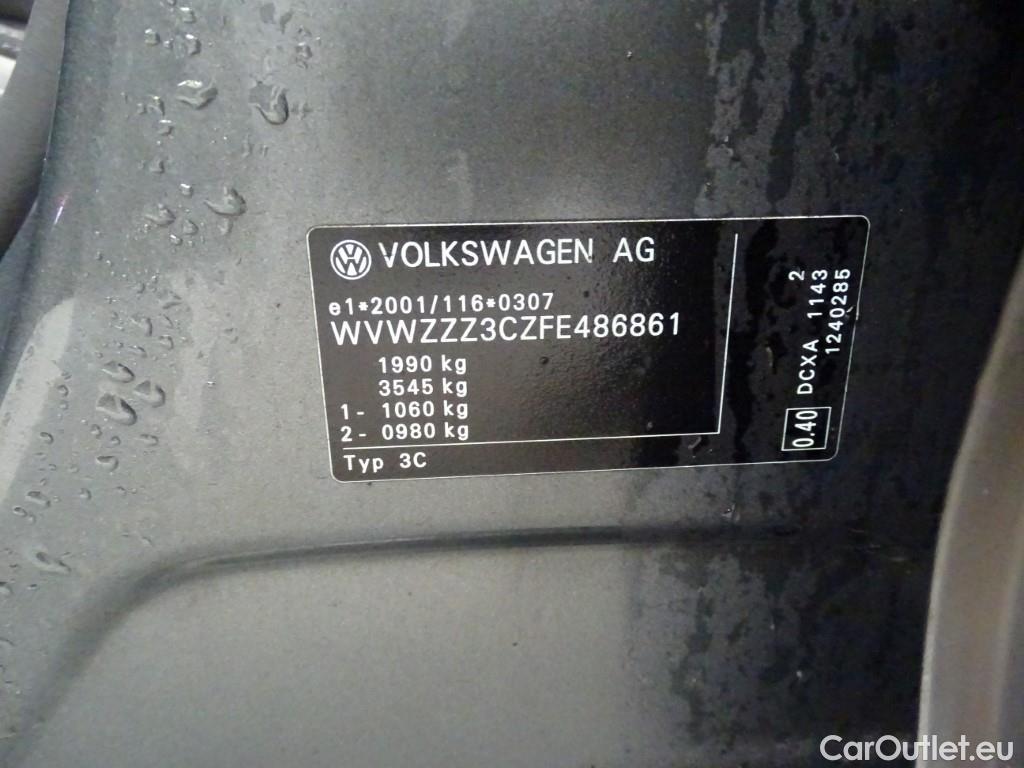 VOLKSWAGEN AG
e1*2001/116*0307
WVWZZZ3CZFE486861
1990 kg
3545 kg
1- 1060 kg
2- 0980 kg
Typ 3C
2
DCXA 1143
1240285
0.40
CarOutlet.eu